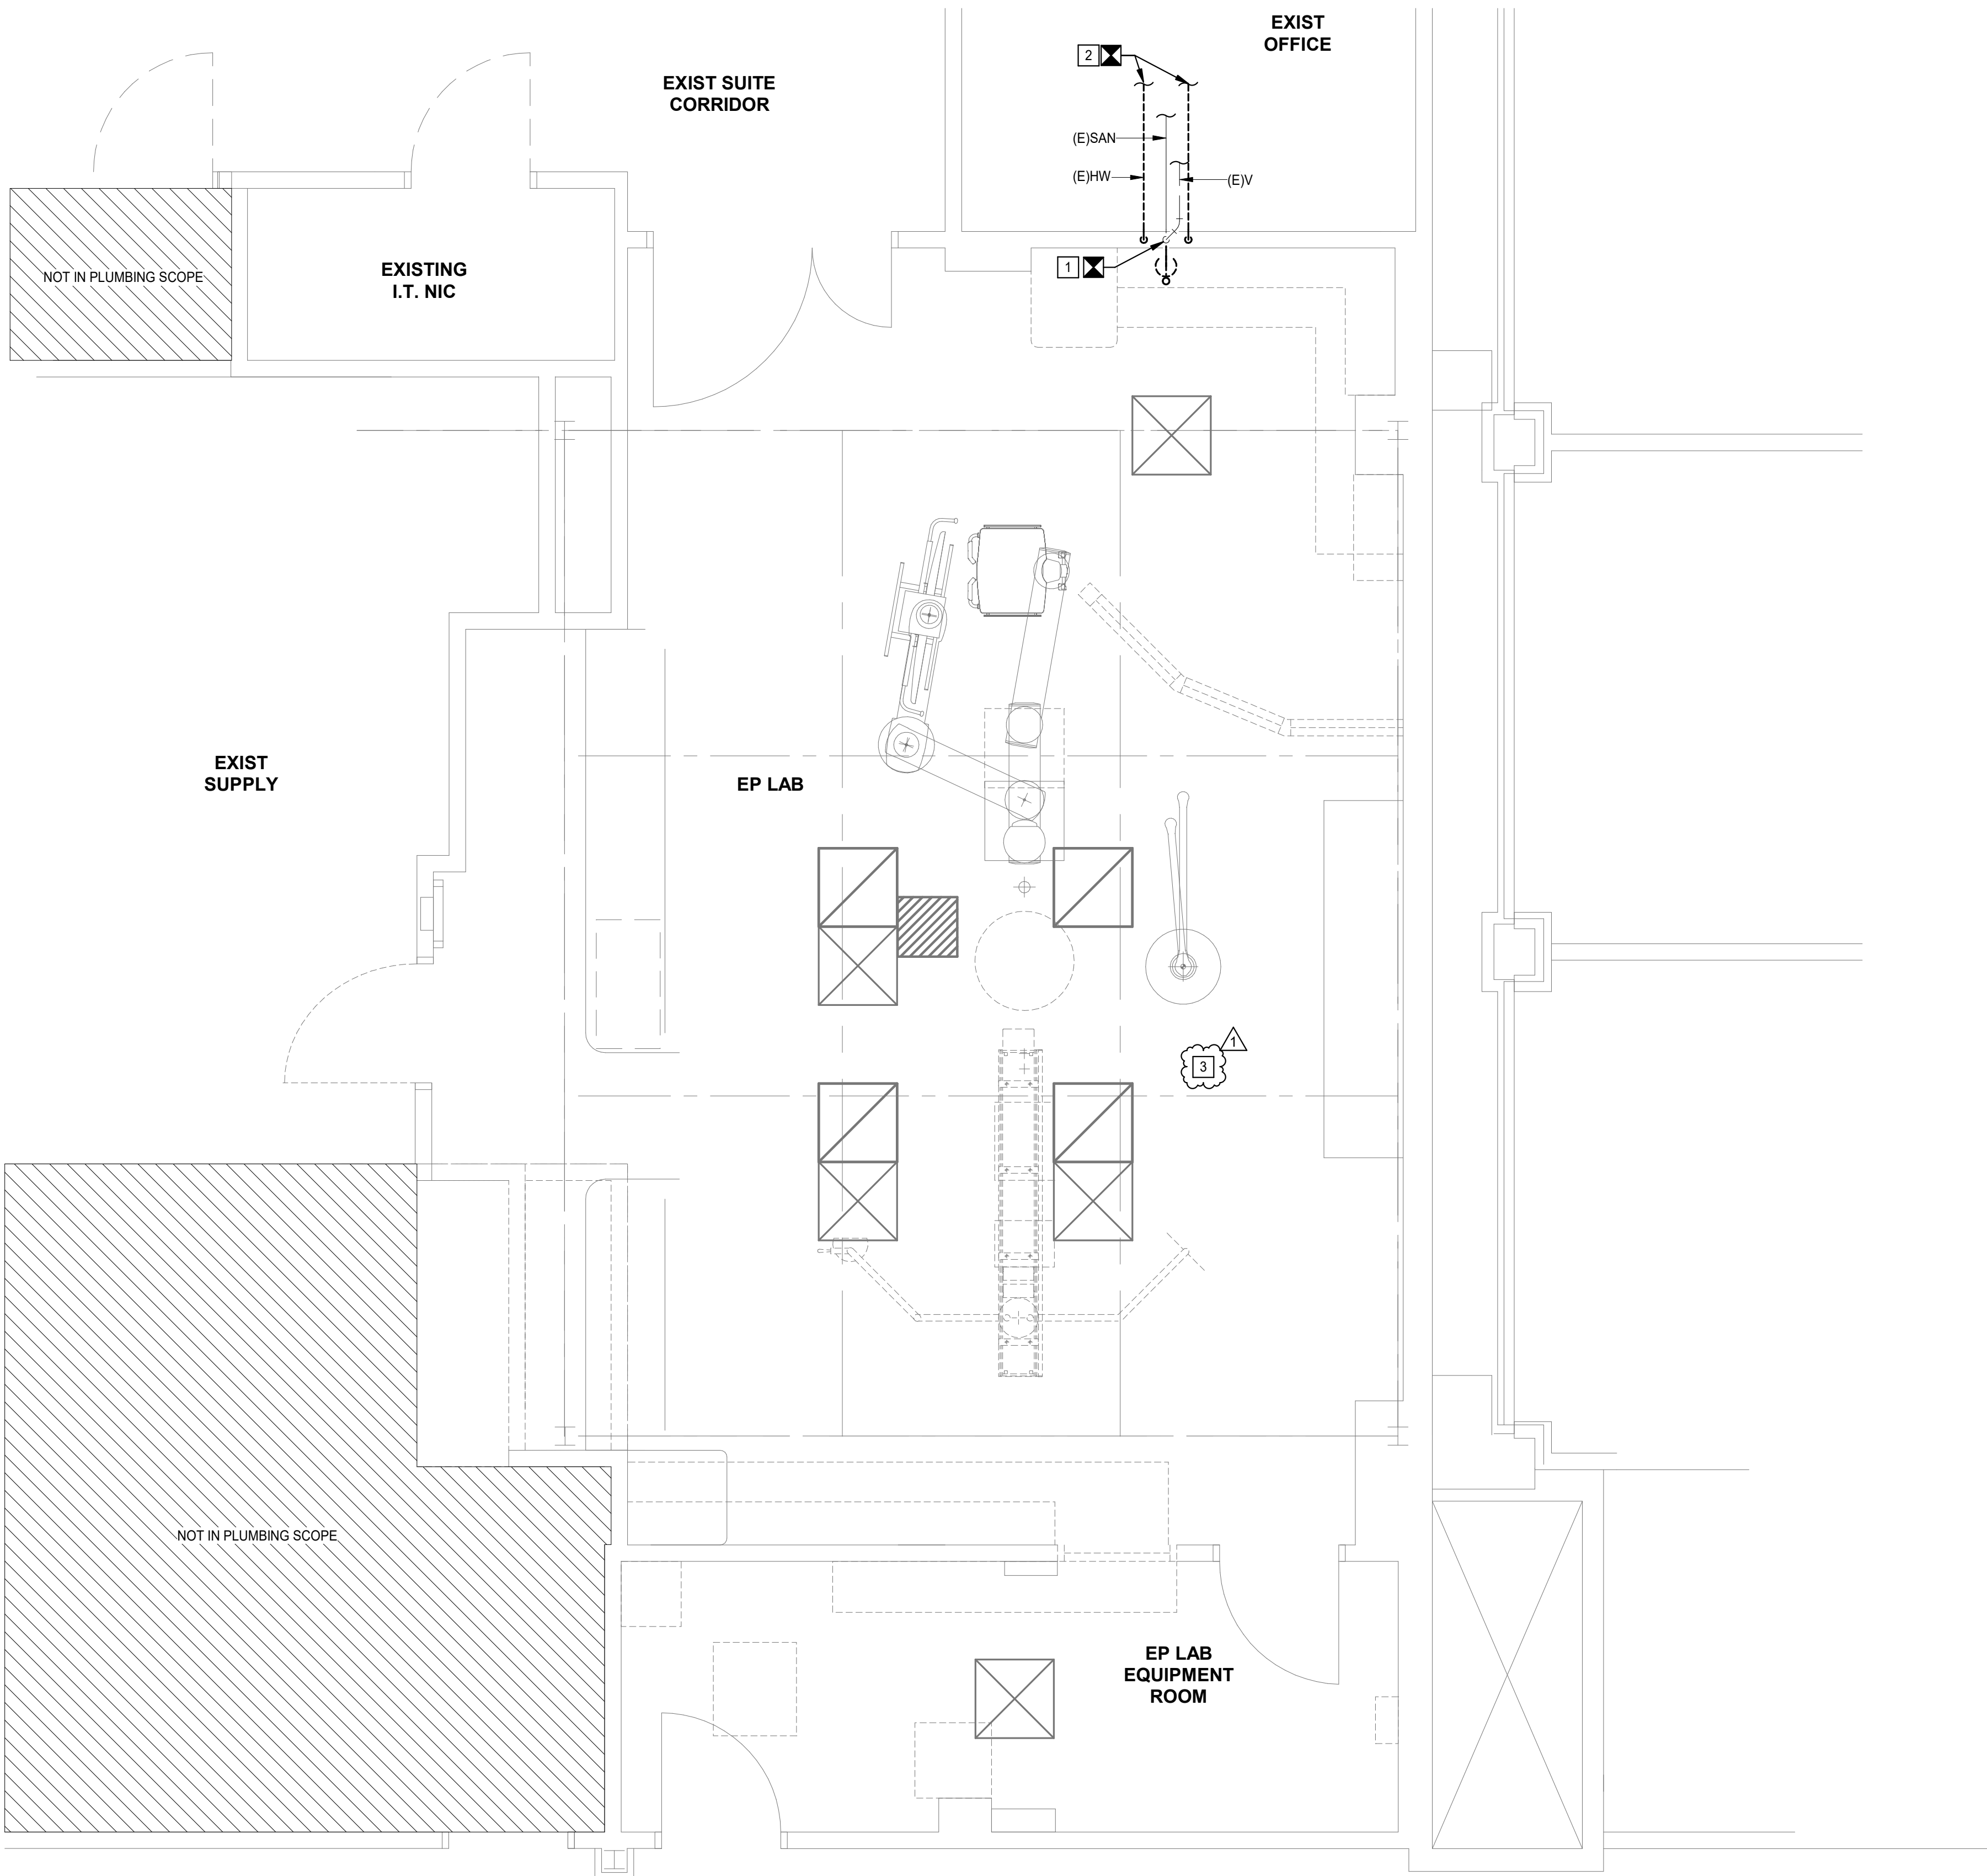 EXIST
OFFICE
2
EXIST SUITE
CORRIDOR
(E)SAN
(E)HW
(E)V
1
EXISTING
I.T. NIC
NOT IN PLUMBING SCOPE
EXIST
SUPPLY
EP LAB
1
3
NOT IN PLUMBING SCOPE
EP LAB
EQUIPMENT
ROOM